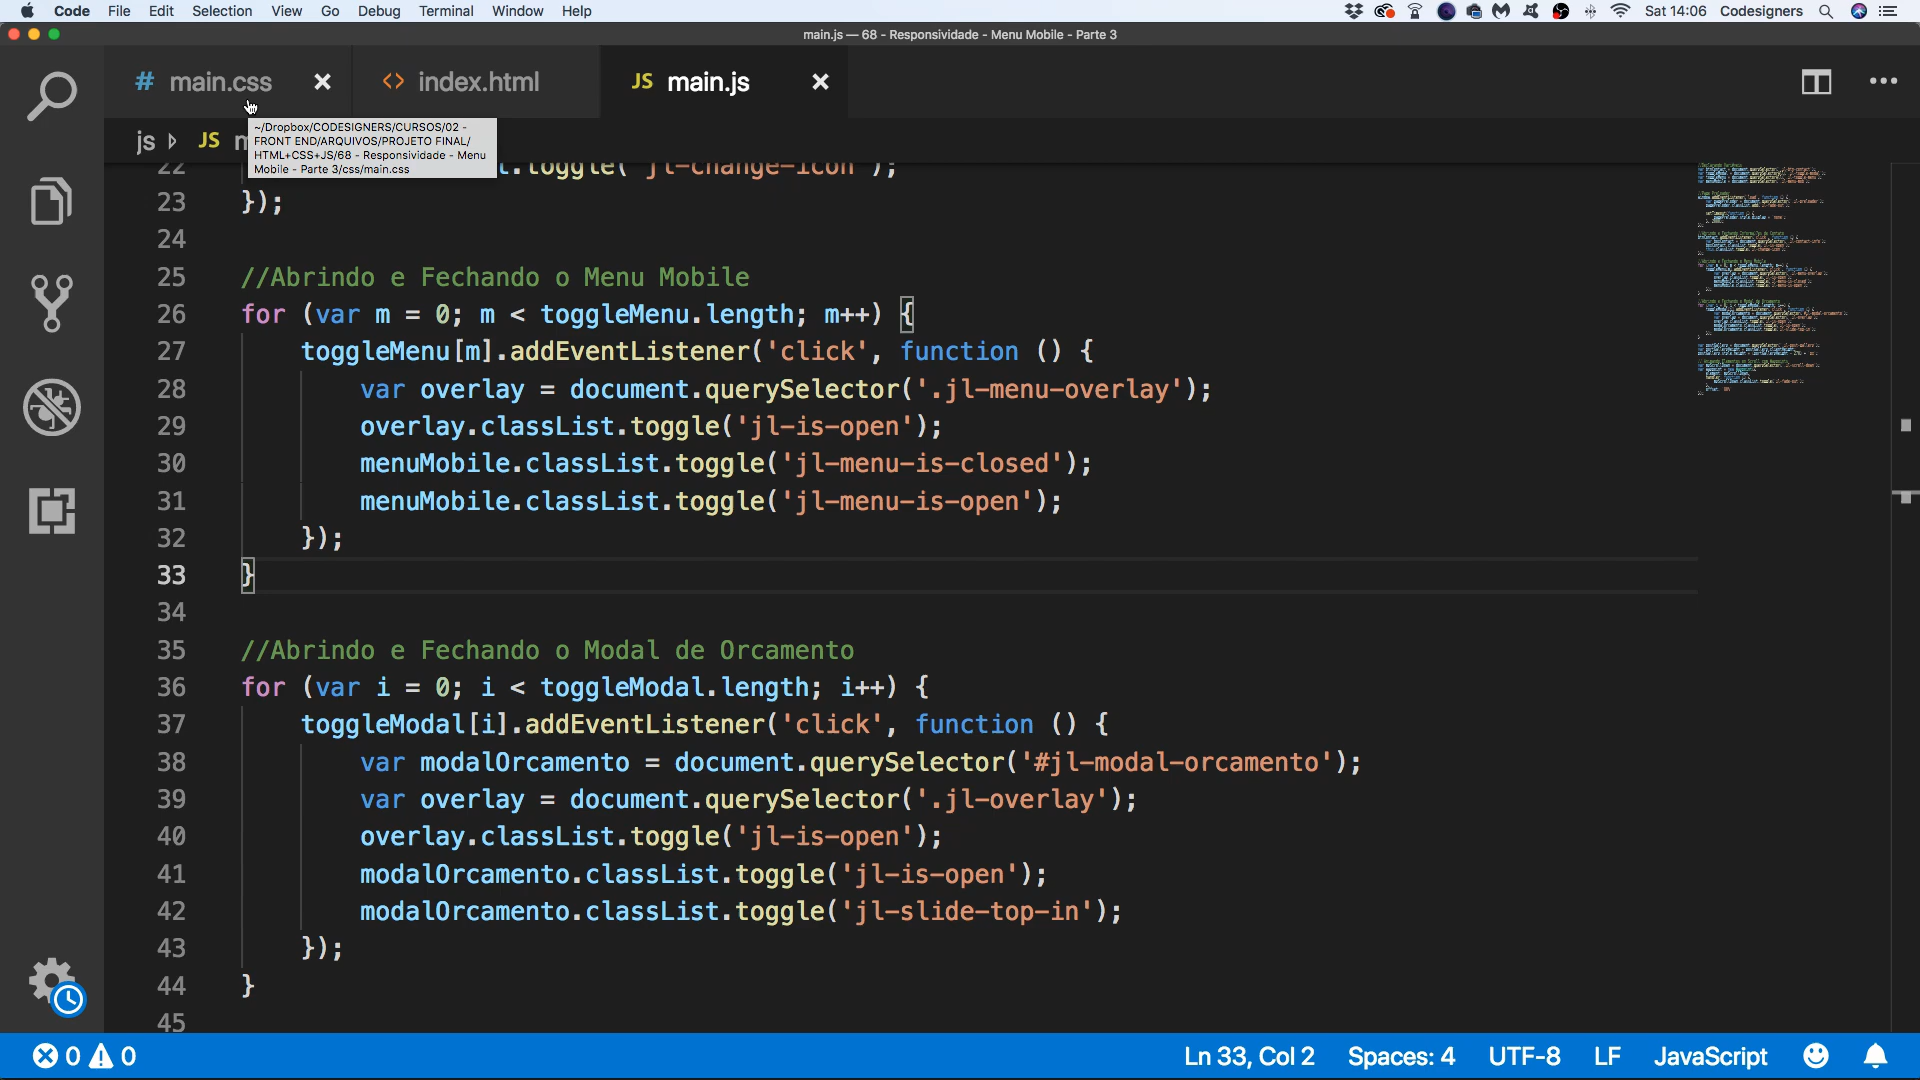 Code File Edit Selection View Go Debug Terminal Window Help Sat 14:06 Codesigners
main.js — 68 - Responsividade - Menu Mobile - Parte 3
# main.css <> index.html JS main.js
js JS m
~/Dropbox/CODESIGNERS/CURSOS/02 -
FRONT END/ARQUIVOS/PROJETO FINAL/
HTML+CSS+JS/68 - Responsividade - Menu
Mobile - Parte 3/css/main.css
22 t.toggle('jl-change-icon');
23 });
24
25 //Abrindo e Fechando o Menu Mobile
26 for (var m = 0; m < toggleMenu.length; m++) {
27 toggleMenu[m].addEventListener('click', function () {
28 var overlay = document.querySelector('.jl-menu-overlay');
29 overlay.classList.toggle('jl-is-open');
30 menuMobile.classList.toggle('jl-menu-is-closed');
31 menuMobile.classList.toggle('jl-menu-is-open');
32 });
33 }
34
35 //Abrindo e Fechando o Modal de Orcamento
36 for (var i = 0; i < toggleModal.length; i++) {
37 toggleModal[i].addEventListener('click', function () {
38 var modalOrcamento = document.querySelector('#jl-modal-orcamento');
39 var overlay = document.querySelector('.jl-overlay');
40 overlay.classList.toggle('jl-is-open');
41 modalOrcamento.classList.toggle('jl-is-open');
42 modalOrcamento.classList.toggle('jl-slide-top-in');
43 });
44 }
45
0 0 Ln 33, Col 2 Spaces: 4 UTF-8 LF JavaScript